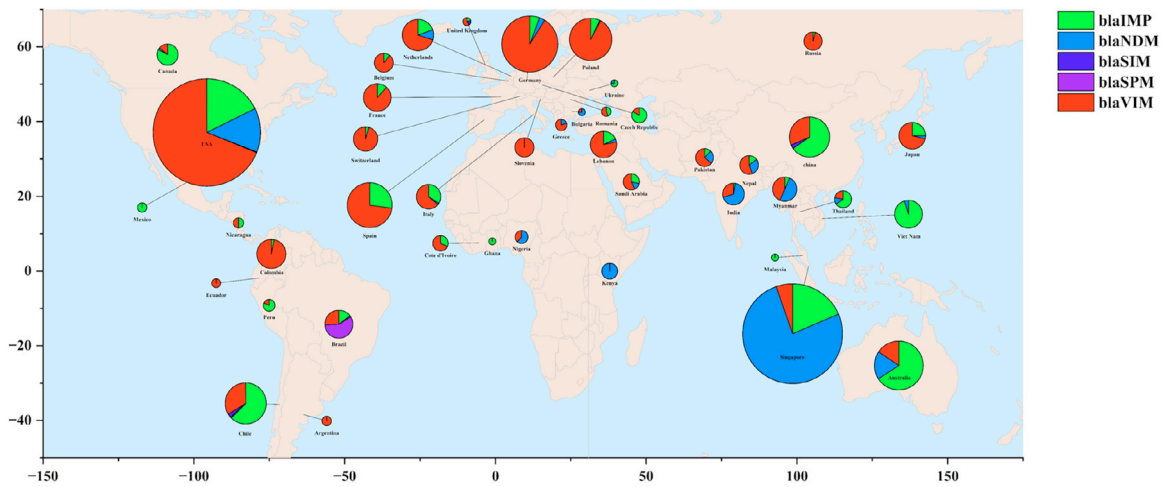 blaIMP
blaNDM
blaSIM
blaSPM
blaVIM
60
40
20
0
−20
−40
−150
−100
−50
0
50
100
150
United Kingdom
Canada
Netherlands
Germany
Poland
Russia
Belgium
Ukraine
France
Bulgaria
Romania
Czech Republic
Greece
Switzerland
Slovenia
Lebanon
USA
china
Japan
Pakistan
Nepal
Saudi Arabia
India
Myanmar
Thailand
Mexico
Nicaragua
Spain
Italy
Viet Nam
Cote d'Ivoire
Ghana
Nigeria
Malaysia
Colombia
Kenya
Ecuador
Peru
Brazil
Singapore
Australia
Chile
Argentina